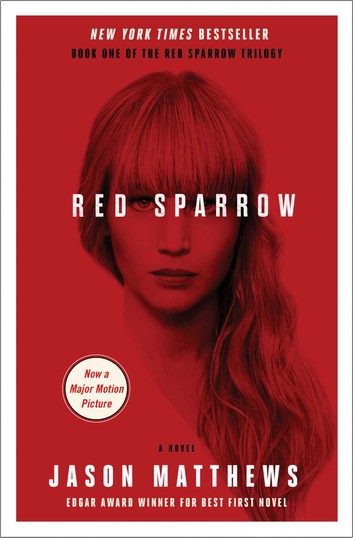 NEW YORK TIMES BESTSELLER
BOOK ONE OF THE RED SPARROW TRILOGY
RED SPARROW
Now a
Major Motion
Picture
A NOVEL
JASON MATTHEWS
EDGAR AWARD WINNER FOR BEST FIRST NOVEL